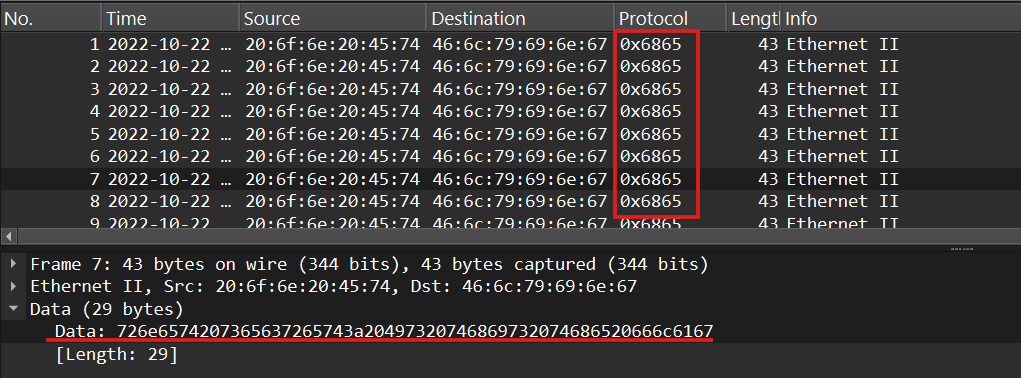 No. Time Source Destination Protocol Lengtl Info
1 2022-10-22 … 20:6f:6e:20:45:74 46:6c:79:69:6e:67 0x6865 43 Ethernet II
2 2022-10-22 … 20:6f:6e:20:45:74 46:6c:79:69:6e:67 0x6865 43 Ethernet II
3 2022-10-22 … 20:6f:6e:20:45:74 46:6c:79:69:6e:67 0x6865 43 Ethernet II
4 2022-10-22 … 20:6f:6e:20:45:74 46:6c:79:69:6e:67 0x6865 43 Ethernet II
5 2022-10-22 … 20:6f:6e:20:45:74 46:6c:79:69:6e:67 0x6865 43 Ethernet II
6 2022-10-22 … 20:6f:6e:20:45:74 46:6c:79:69:6e:67 0x6865 43 Ethernet II
7 2022-10-22 … 20:6f:6e:20:45:74 46:6c:79:69:6e:67 0x6865 43 Ethernet II
8 2022-10-22 … 20:6f:6e:20:45:74 46:6c:79:69:6e:67 0x6865 43 Ethernet II
9 2022-10-22 … 20:6f:6e:20:45:74 46:6c:79:69:6e:67 0x6865 43 Ethernet II
Frame 7: 43 bytes on wire (344 bits), 43 bytes captured (344 bits)
Ethernet II, Src: 20:6f:6e:20:45:74, Dst: 46:6c:79:69:6e:67
Data (29 bytes)
Data: 726e6574207365637265743a20497320746869732074686520666c6167
[Length: 29]